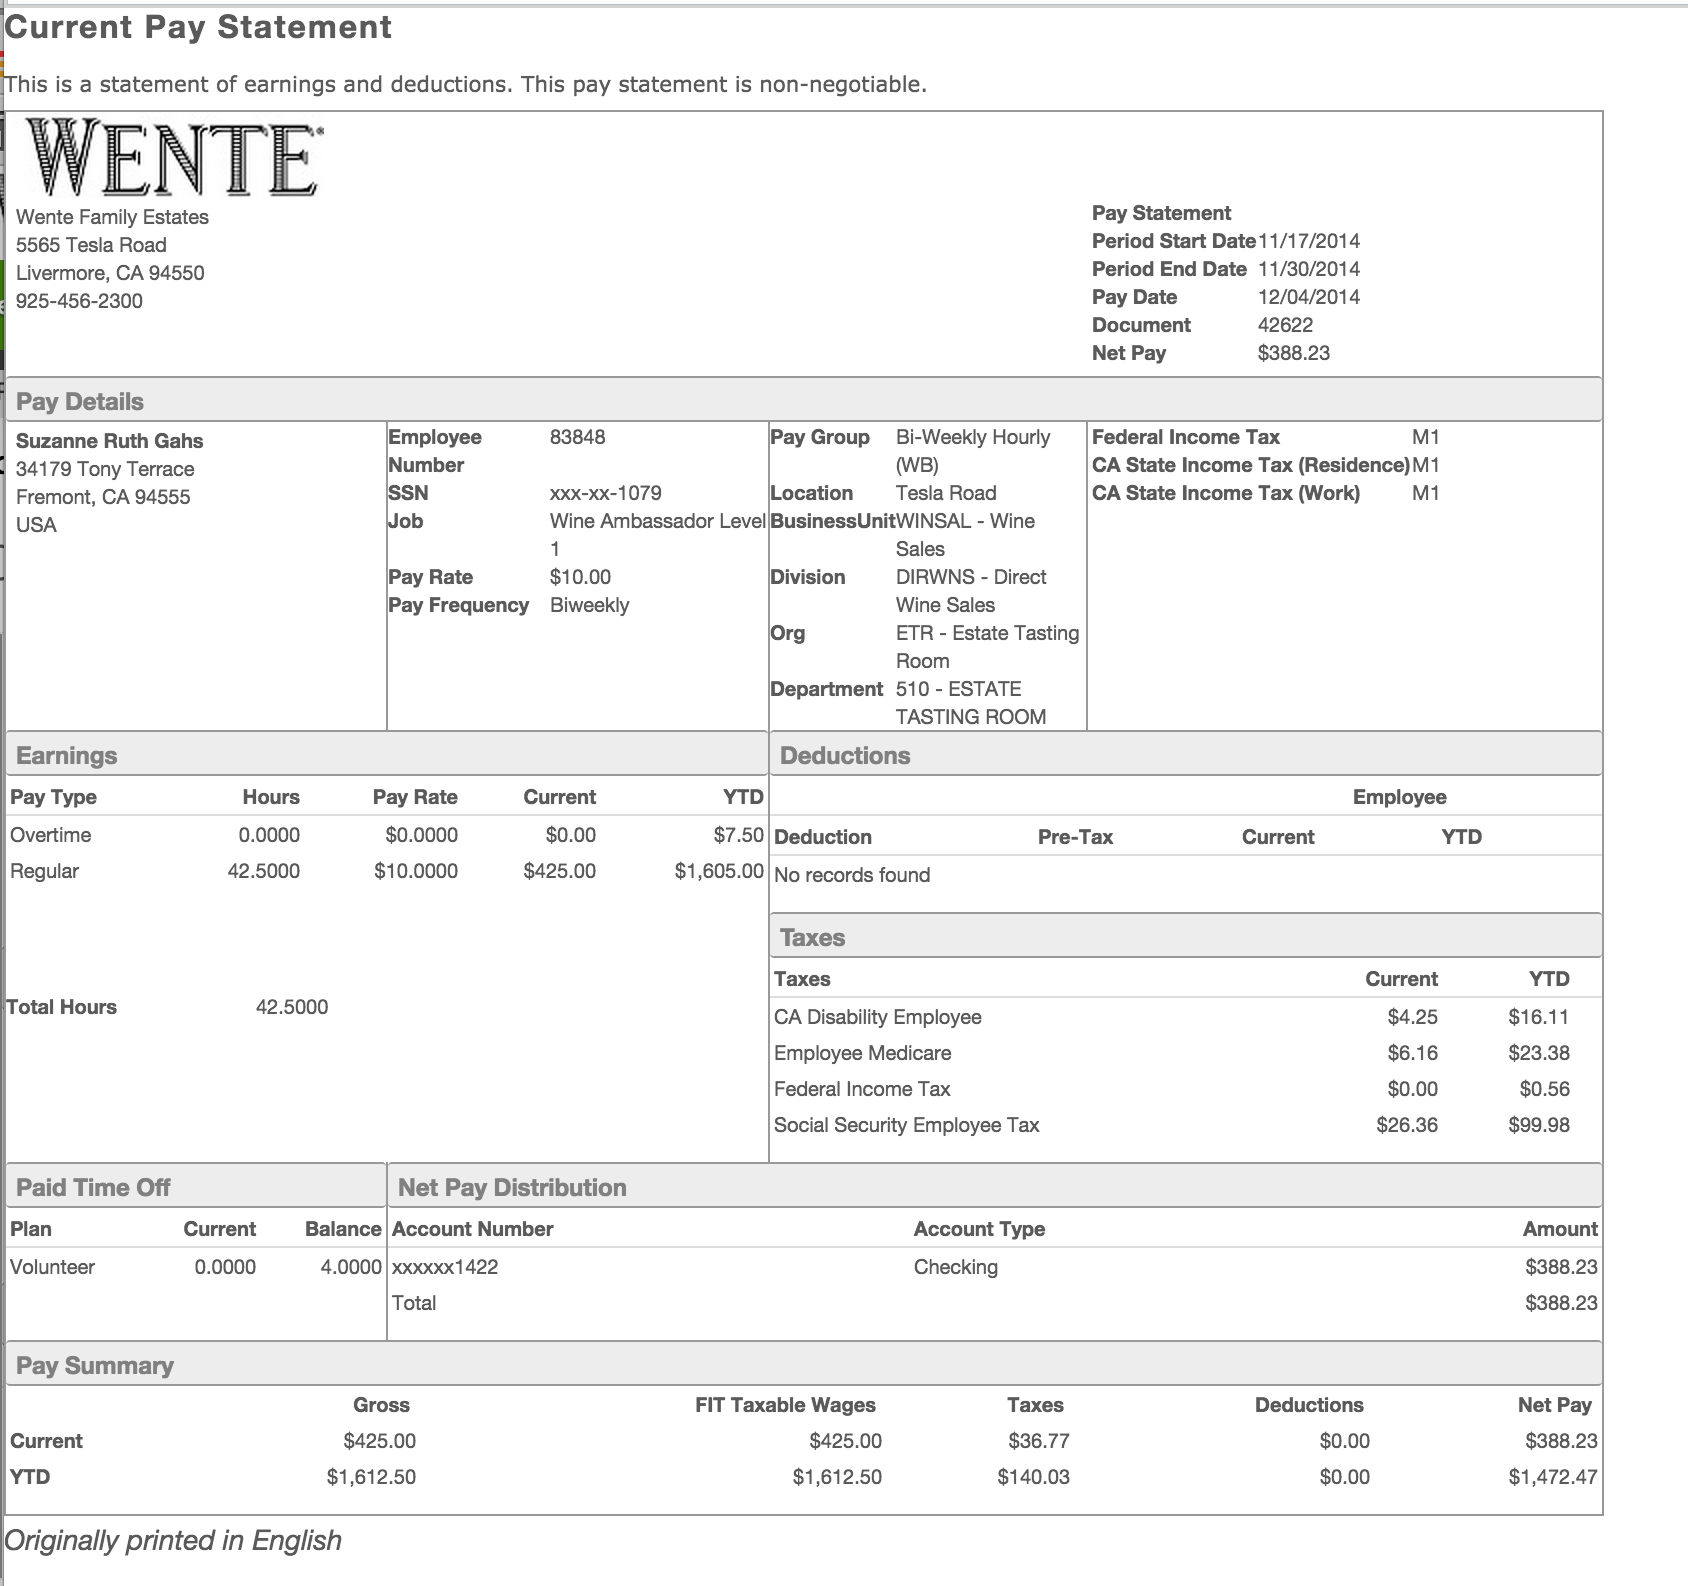 Current Pay Statement
This is a statement of earnings and deductions. This pay statement is non-negotiable.
WENTE
Wente Family Estates
5565 Tesla Road
Livermore, CA 94550
925-456-2300
Pay Statement
Period Start Date 11/17/2014
Period End Date 11/30/2014
Pay Date 12/04/2014
Document 42622
Net Pay $388.23
Pay Details
Suzanne Ruth Gahs
34179 Tony Terrace
Fremont, CA 94555
USA
Employee 83848
Number
SSN xxx-xx-1079
Job Wine Ambassador Level
1
Pay Rate $10.00
Pay Frequency Biweekly
Pay Group Bi-Weekly Hourly
(WB)
Location Tesla Road
BusinessUnit WINSAL - Wine
Sales
Division DIRWNS - Direct
Wine Sales
Org ETR - Estate Tasting
Room
Department 510 - ESTATE
TASTING ROOM
Federal Income Tax M1
CA State Income Tax (Residence) M1
CA State Income Tax (Work) M1
Earnings
Pay Type Hours Pay Rate Current YTD
Overtime 0.0000 $0.0000 $0.00 $7.50
Regular 42.5000 $10.0000 $425.00 $1,605.00
Total Hours 42.5000
Deductions
Employee
Deduction Pre-Tax Current YTD
No records found
Taxes
Taxes Current YTD
CA Disability Employee $4.25 $16.11
Employee Medicare $6.16 $23.38
Federal Income Tax $0.00 $0.56
Social Security Employee Tax $26.36 $99.98
Paid Time Off
Plan Current Balance
Volunteer 0.0000 4.0000
Net Pay Distribution
Account Number Account Type Amount
xxxxxx1422 Checking $388.23
Total $388.23
Pay Summary
Gross FIT Taxable Wages Taxes Deductions Net Pay
Current $425.00 $425.00 $36.77 $0.00 $388.23
YTD $1,612.50 $1,612.50 $140.03 $0.00 $1,472.47
Originally printed in English